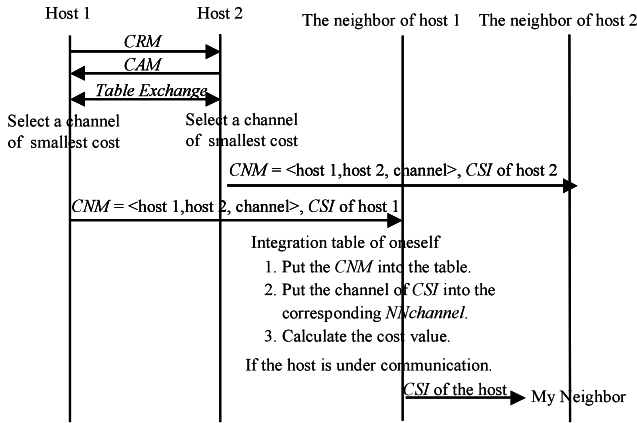 Host 1
Host 2
The neighbor of host 1
The neighbor of host 2
CRM
CAM
Table Exchange
Select a channel
of smallest cost
Select a channel
of smallest cost
CNM = <host 1,host 2, channel>, CSI of host 2
CNM = <host 1,host 2, channel>, CSI of host 1
Integration table of oneself
1. Put the CNM into the table.
2. Put the channel of CSI into the
corresponding NNchannel.
3. Calculate the cost value.
If the host is under communication.
CSI of the host
My Neighbor